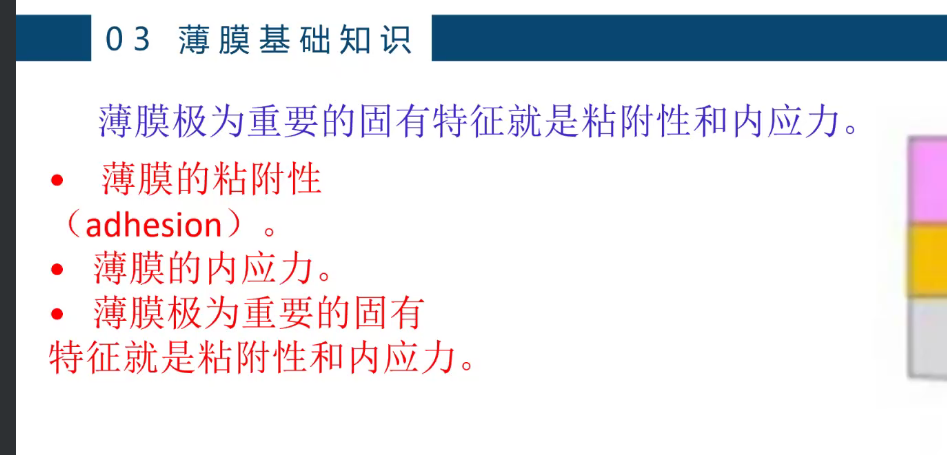 03 薄膜基础知识
薄膜极为重要的固有特征就是粘附性和内应力。
• 薄膜的粘附性
（adhesion）。
• 薄膜的内应力。
• 薄膜极为重要的固有
特征就是粘附性和内应力。